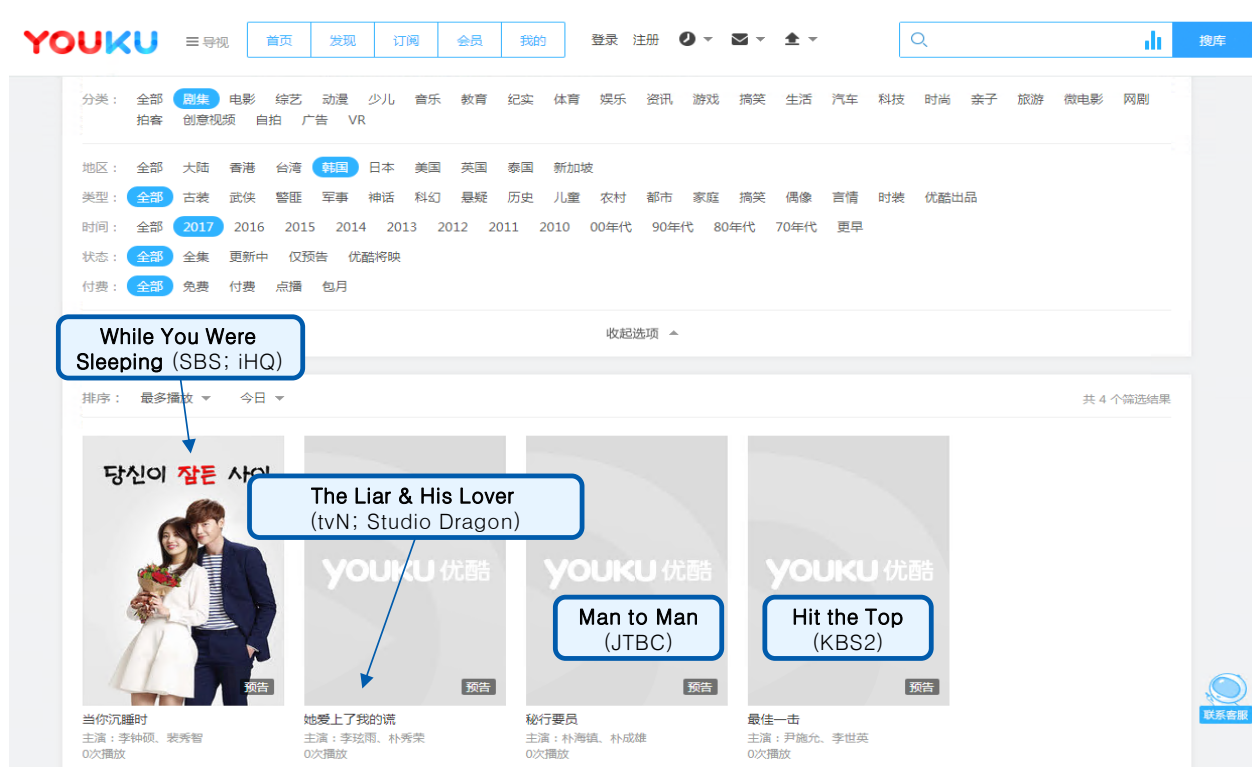 YOUKU 导视 首页 发现 订阅 会员 我的 登录 注册 搜库
分类： 全部 剧集 电影 综艺 动漫 少儿 音乐 教育 纪实 体育 娱乐 资讯 游戏 搞笑 生活 汽车 科技 时尚 亲子 旅游 微电影 网剧
拍客 创意视频 自拍 广告 VR
地区： 全部 大陆 香港 台湾 韩国 日本 美国 英国 泰国 新加坡
类型： 全部 古装 武侠 警匪 军事 神话 科幻 悬疑 历史 儿童 农村 都市 家庭 搞笑 偶像 言情 时装 优酷出品
时间： 全部 2017 2016 2015 2014 2013 2012 2011 2010 00年代 90年代 80年代 70年代 更早
状态： 全部 全集 更新中 仅预告 优酷将映
付费： 全部 免费 付费 点播 包月
收起选项
While You Were
Sleeping (SBS; iHQ)
排序： 最多播放 今日 共 4 个筛选结果
당신이 잠든 사이
The Liar & His Lover
(tvN; Studio Dragon)
YOUKU 优酷 YOUKU 优酷 YOUKU 优酷
Man to Man
(JTBC)
Hit the Top
(KBS2)
预告 预告 预告 预告
联系客服
当你沉睡时 她爱上了我的谎 秘行要员 最佳一击
主演：李钟硕、裴秀智 主演：李玹雨、朴秀荣 主演：朴海镇、朴成雄 主演：尹施允、李世英
0次播放 0次播放 0次播放 0次播放